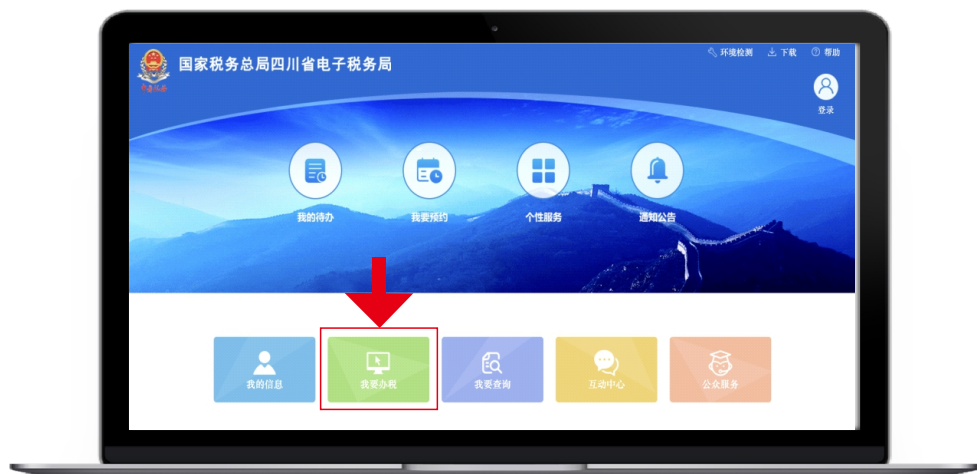 国家税务总局四川省电子税务局
环境检测 下载 帮助
登录
我的待办 我要预约 个性服务 通知公告
我的信息 我要办税 我要查询 互动中心 公众服务